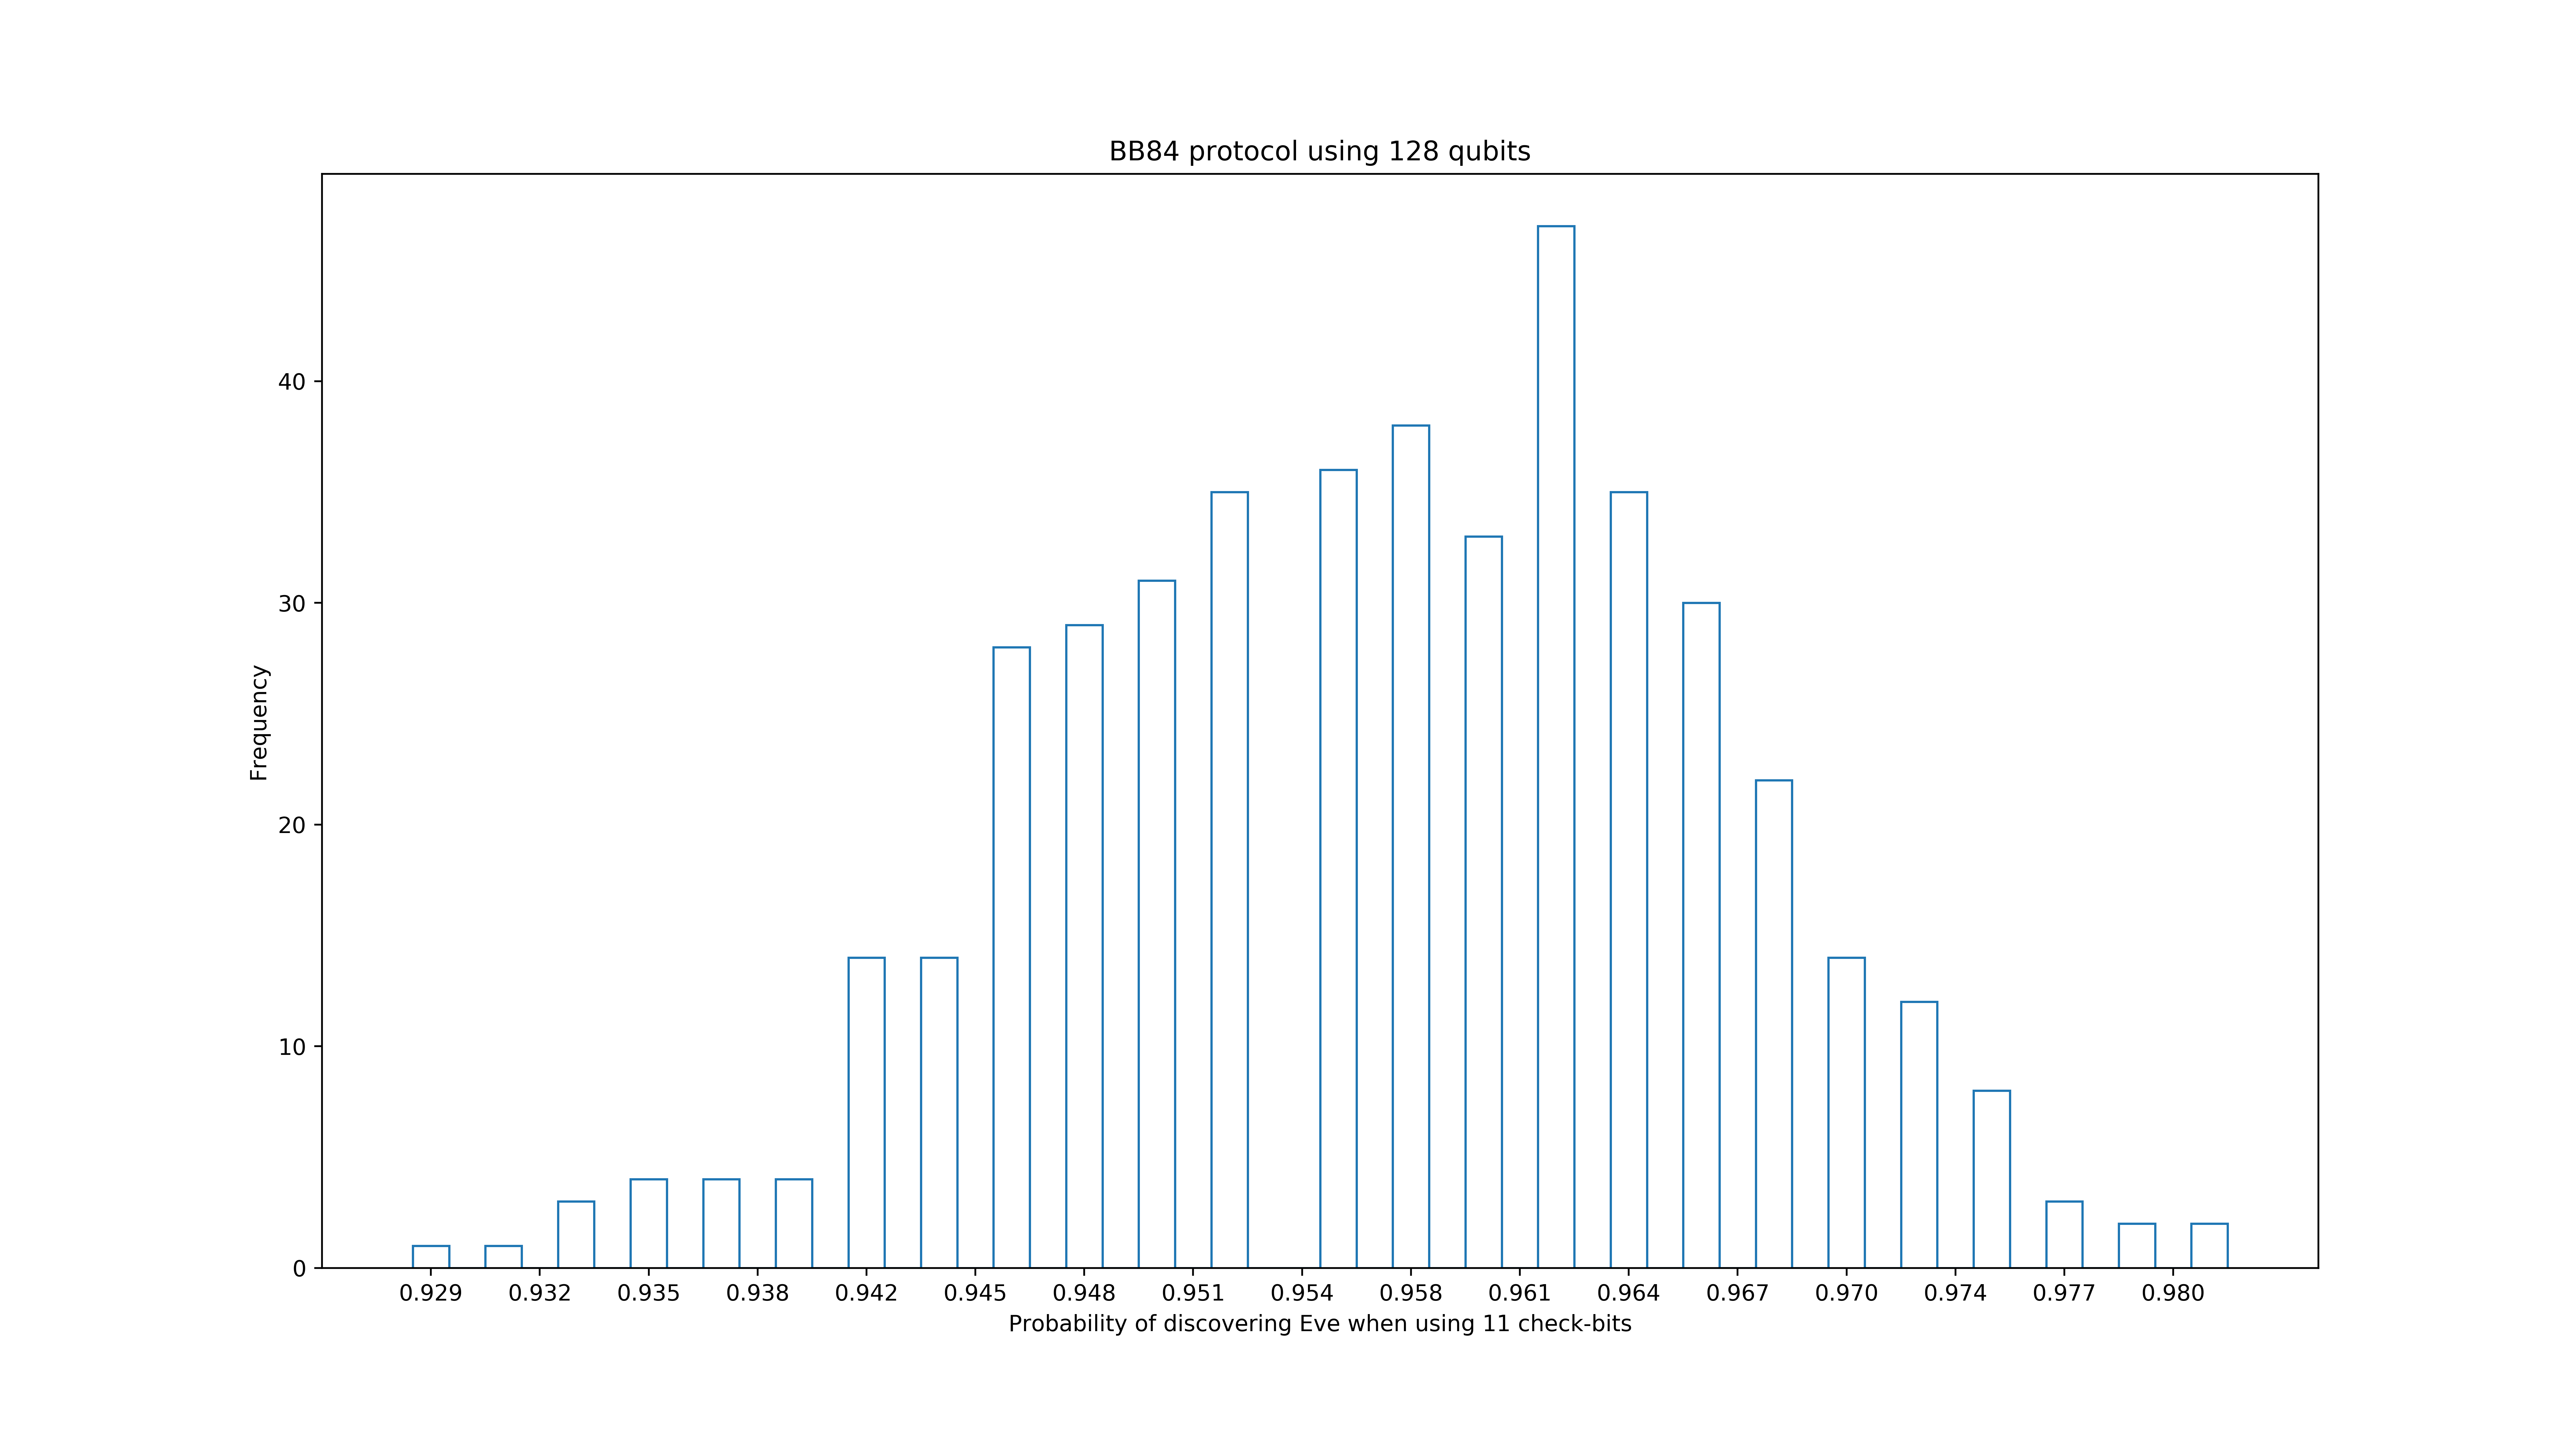 BB84 protocol using 128 qubits
Frequency
40
30
20
10
0
0.929 0.932 0.935 0.938 0.942 0.945 0.948 0.951 0.954 0.958 0.961 0.964 0.967 0.970 0.974 0.977 0.980
Probability of discovering Eve when using 11 check-bits